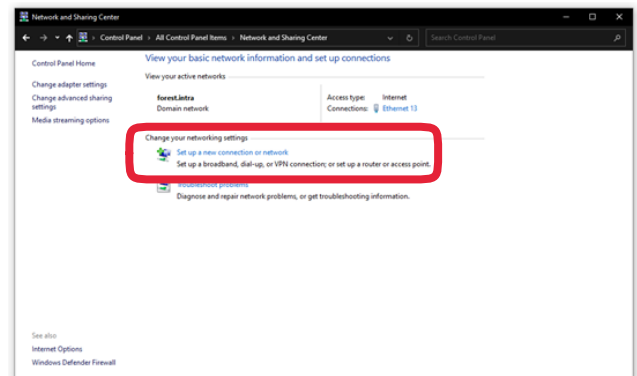 Network and Sharing Center
Control Panel > All Control Panel Items > Network and Sharing Center
Search Control Panel
Control Panel Home
Change adapter settings
Change advanced sharing
settings
Media streaming options
View your basic network information and set up connections
View your active networks
forest.intra
Domain network
Access type: Internet
Connections: Ethernet 13
Change your networking settings
Set up a new connection or network
Set up a broadband, dial-up, or VPN connection; or set up a router or access point.
Troubleshoot problems
Diagnose and repair network problems, or get troubleshooting information.
See also
Internet Options
Windows Defender Firewall